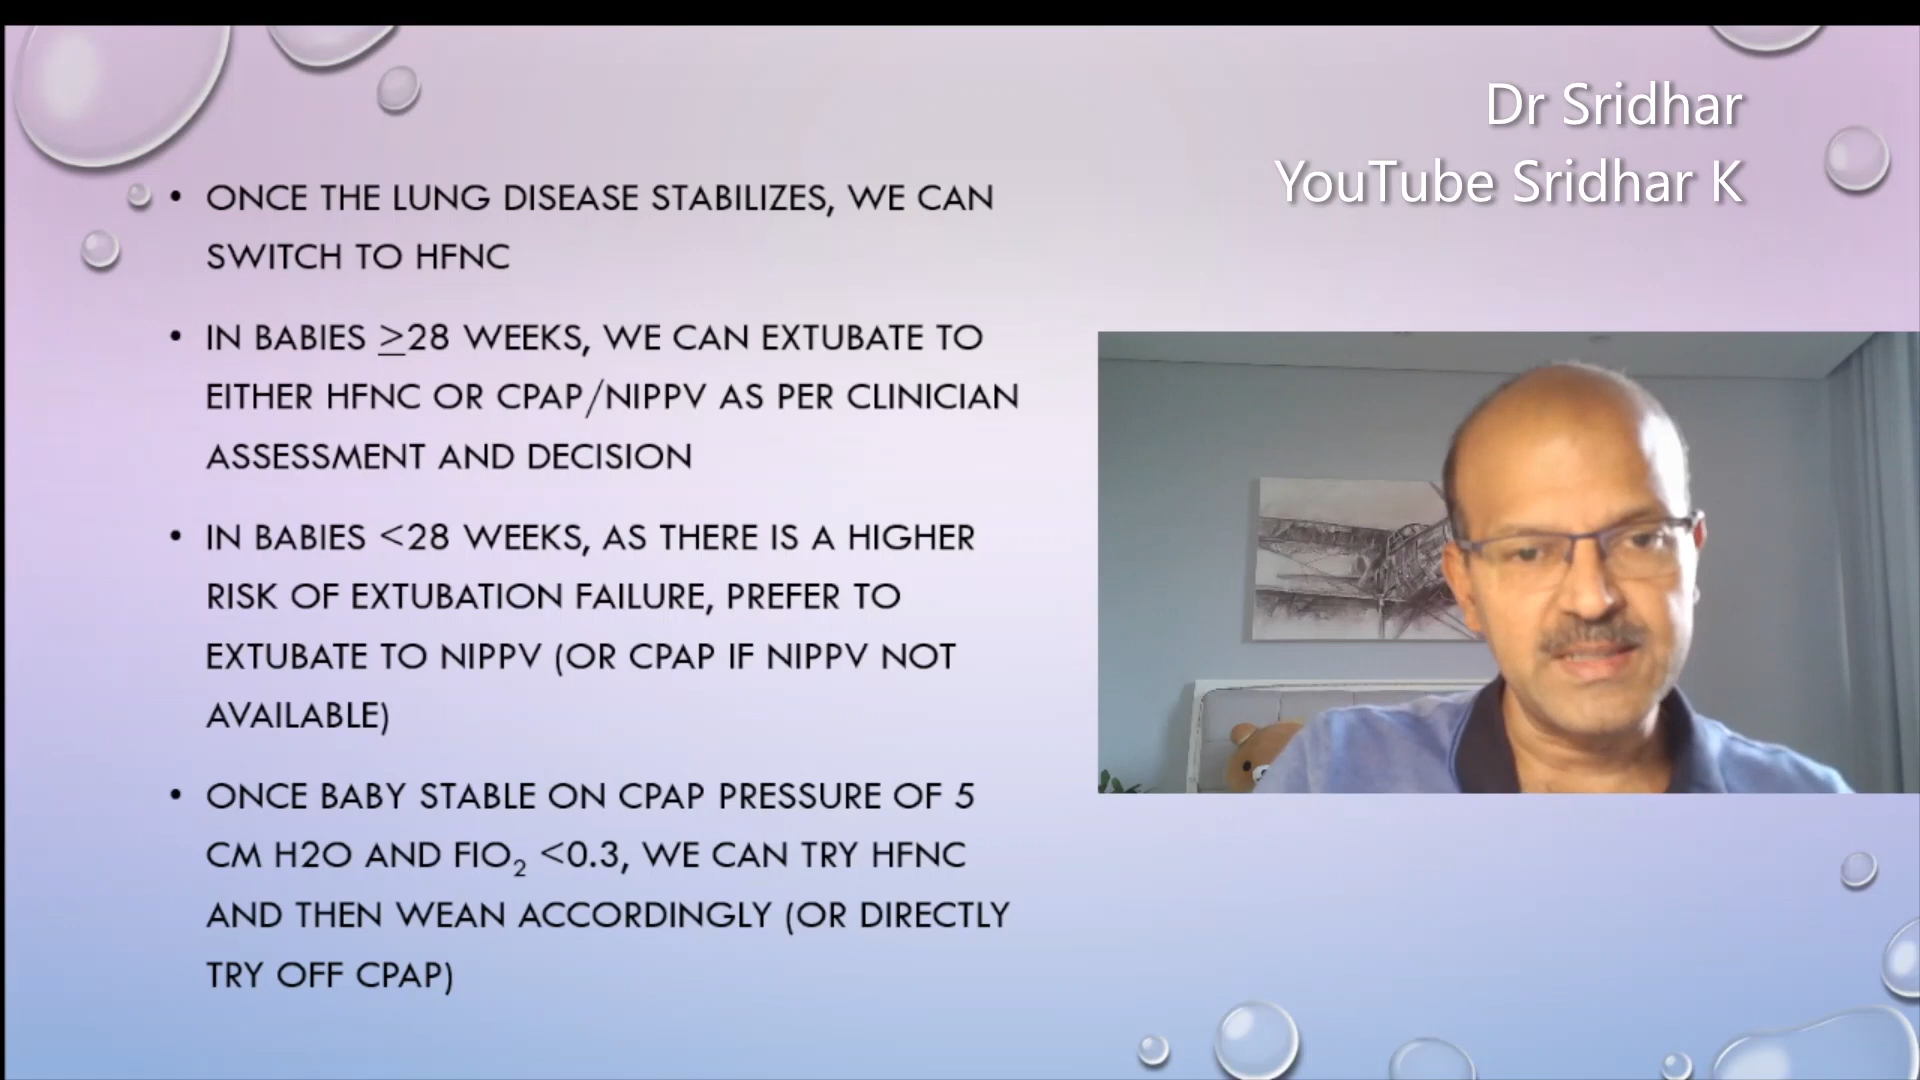 Dr Sridhar
YouTube Sridhar K
• ONCE THE LUNG DISEASE STABILIZES, WE CAN
SWITCH TO HFNC
• IN BABIES ≥28 WEEKS, WE CAN EXTUBATE TO
EITHER HFNC OR CPAP/NIPPV AS PER CLINICIAN
ASSESSMENT AND DECISION
• IN BABIES <28 WEEKS, AS THERE IS A HIGHER
RISK OF EXTUBATION FAILURE, PREFER TO
EXTUBATE TO NIPPV (OR CPAP IF NIPPV NOT
AVAILABLE)
• ONCE BABY STABLE ON CPAP PRESSURE OF 5
CM H2O AND FIO₂ <0.3, WE CAN TRY HFNC
AND THEN WEAN ACCORDINGLY (OR DIRECTLY
TRY OFF CPAP)